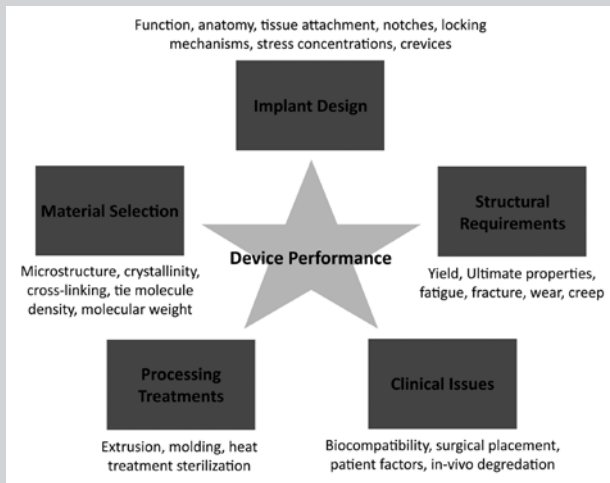 Function, anatomy, tissue attachment, notches, locking
mechanisms, stress concentrations, crevices
Implant Design
Material Selection
Microstructure, crystallinity,
cross-linking, tie molecule
density, molecular weight
Structural
Requirements
Yield, Ultimate properties,
fatigue, fracture, wear, creep
Device Performance
Processing
Treatments
Extrusion, molding, heat
treatment sterilization
Clinical Issues
Biocompatibility, surgical placement,
patient factors, in-vivo degredation